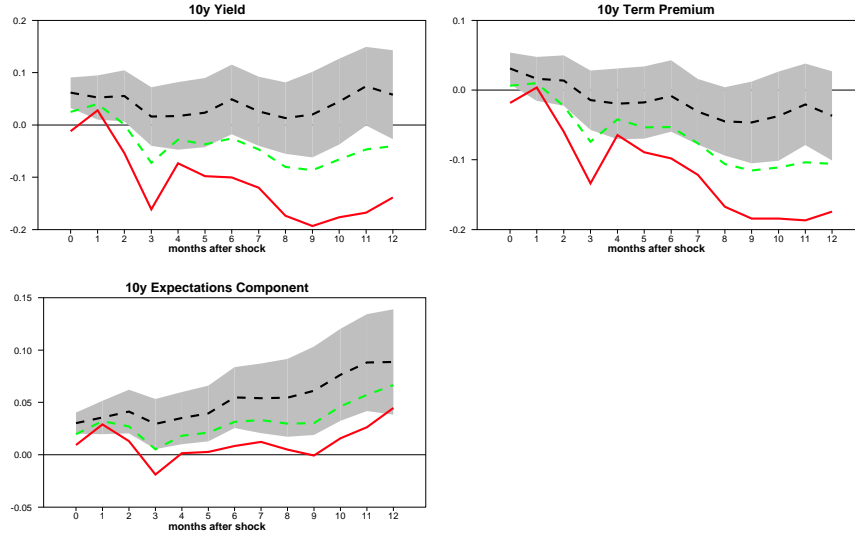 10y Yield
0.2
0.1
0.0
-0.1
-0.2
0 1 2 3 4 5 6 7 8 9 10 11 12
months after shock
10y Term Premium
0.1
0.0
-0.1
-0.2
0 1 2 3 4 5 6 7 8 9 10 11 12
months after shock
10y Expectations Component
0.15
0.10
0.05
0.00
-0.05
0 1 2 3 4 5 6 7 8 9 10 11 12
months after shock